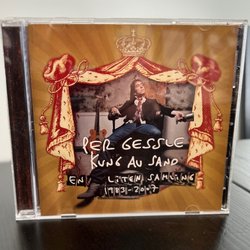 PER GESSLE
KUNG AV SAND
EN LITEN SAMLING
1983-2007